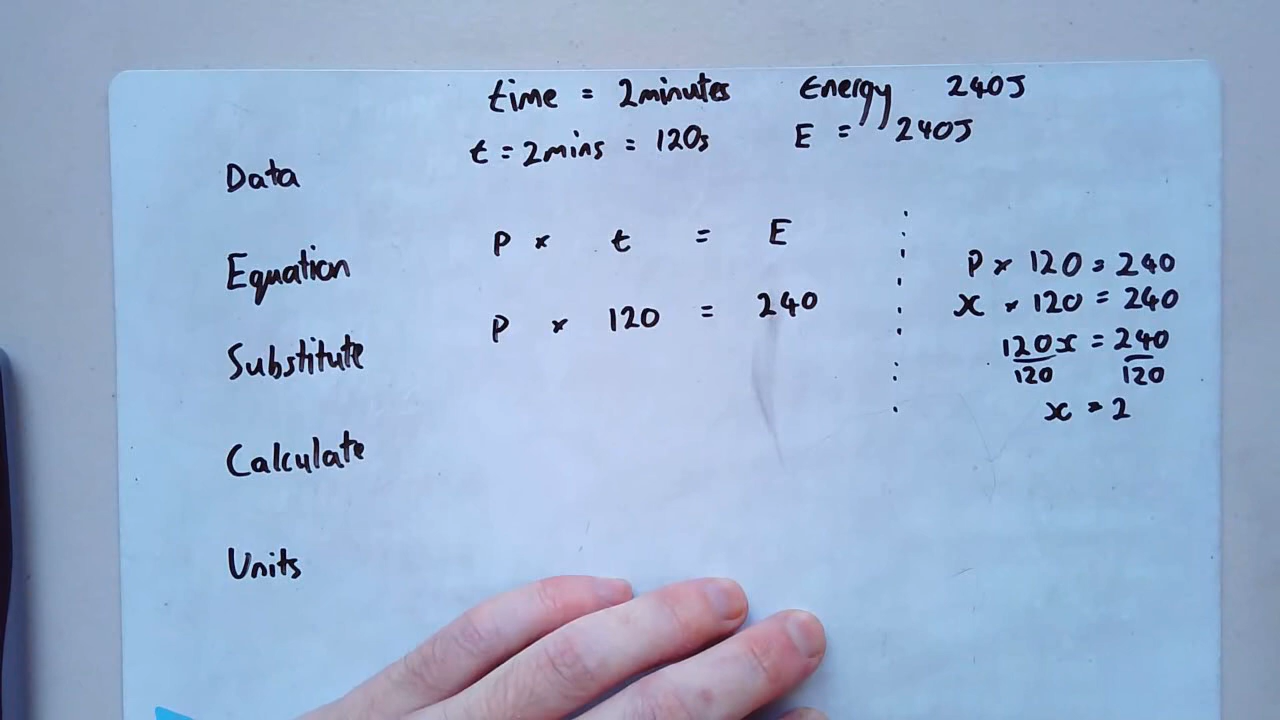 time = 2minutes Energy 240J
t = 2mins = 120s E = 240J
Data
Equation P × t = E
Substitute P × 120 = 240
Calculate
Units
P × 120 = 240
x × 120 = 240
120x = 240
120 120
x = 2